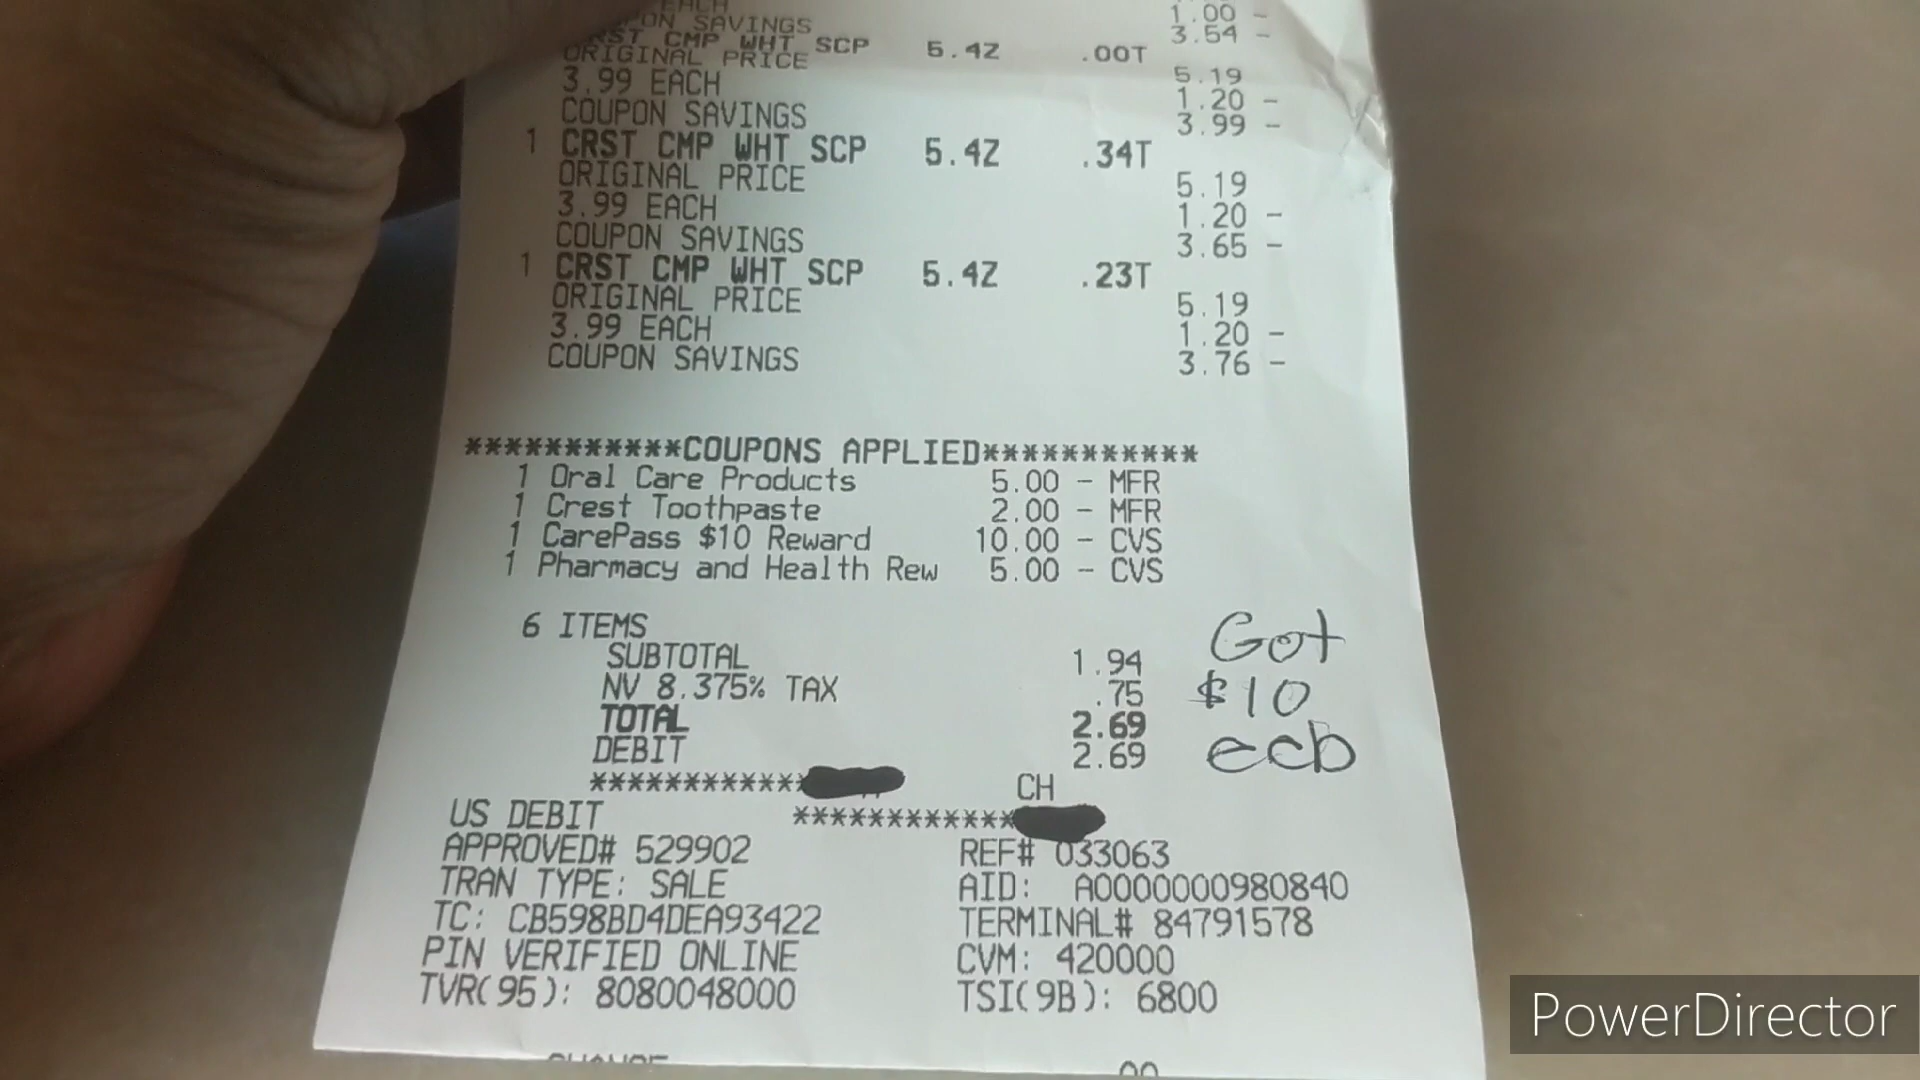 EACH 1.00 -
COUPON SAVINGS 3.54 -
CRST CMP WHT SCP 5.4Z .00T
ORIGINAL PRICE 5.19
3.99 EACH 1.20 -
COUPON SAVINGS 3.99 -
1 CRST CMP WHT SCP 5.4Z .34T
ORIGINAL PRICE 5.19
3.99 EACH 1.20 -
COUPON SAVINGS 3.65 -
1 CRST CMP WHT SCP 5.4Z .23T
ORIGINAL PRICE 5.19
3.99 EACH 1.20 -
COUPON SAVINGS 3.76 -
***********COUPONS APPLIED***********
1 Oral Care Products 5.00 - MFR
1 Crest Toothpaste 2.00 - MFR
1 CarePass $10 Reward 10.00 - CVS
1 Pharmacy and Health Rew 5.00 - CVS
6 ITEMS
SUBTOTAL 1.94
NV 8.375% TAX .75
TOTAL 2.69
DEBIT 2.69
Got
$10
ecb
************ CH
US DEBIT ************
APPROVED# 529902 REF# 033063
TRAN TYPE: SALE AID: A0000000980840
TC: CB598BD4DEA93422 TERMINAL# 84791578
PIN VERIFIED ONLINE CVM: 420000
TVR(95): 8080048000 TSI(9B): 6800
PowerDirector